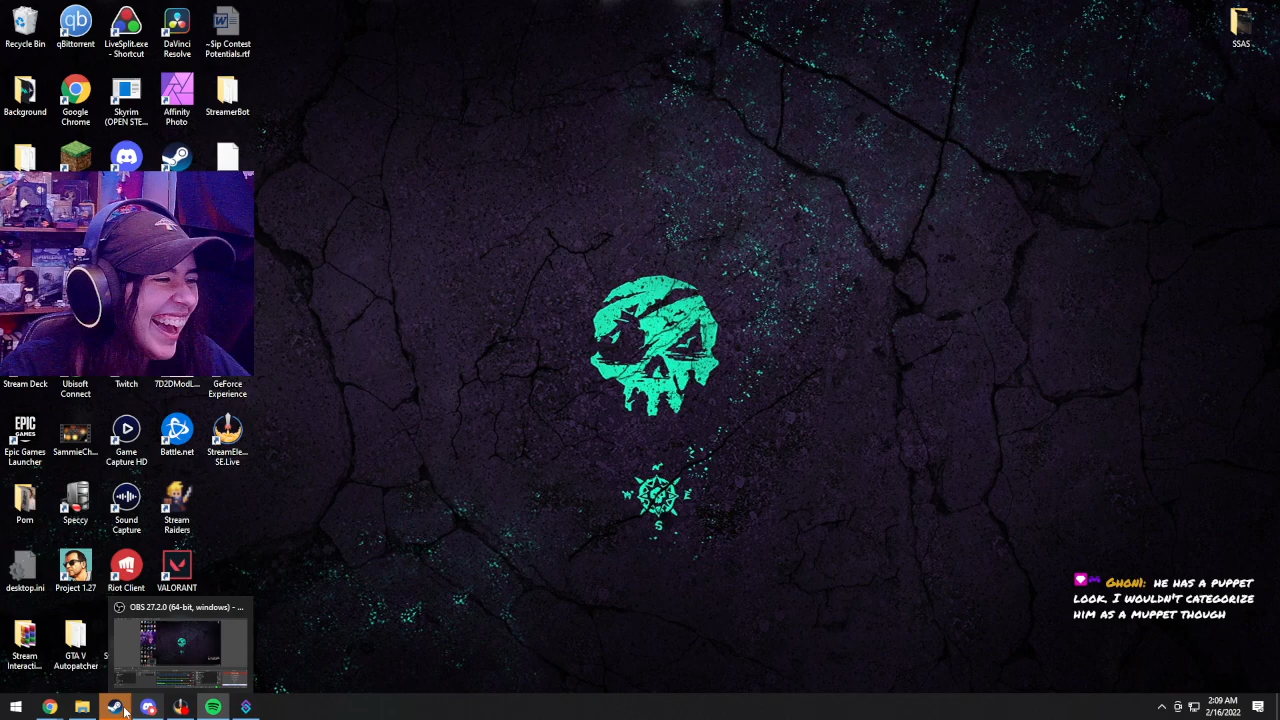 Recycle Bin
qBittorrent
LiveSplit.exe
- Shortcut
DaVinci
Resolve
~Sip Contest
Potentials.rtf
SSAS
Background
Google
Chrome
Skyrim
(OPEN STE...
Affinity
Photo
StreamerBot
Stream Deck
Ubisoft
Connect
Twitch
7D2DModL...
GeForce
Experience
EPIC
GAMES
Epic Games
Launcher
SammieCh...
Game
Capture HD
Battle.net
StreamEle...
SE.Live
Pom
Speccy
Sound
Capture
Stream
Raiders
desktop.ini
Project 1.27
Riot Client
VALORANT
N
W E
S
Ghoni: he has a puppet
look. I wouldn't categorize
him as a muppet though
Stream
Interacti...
GTA V
Autopatcher
OBS 27.2.0 (64-bit, windows) - ...
2:09 AM
2/16/2022